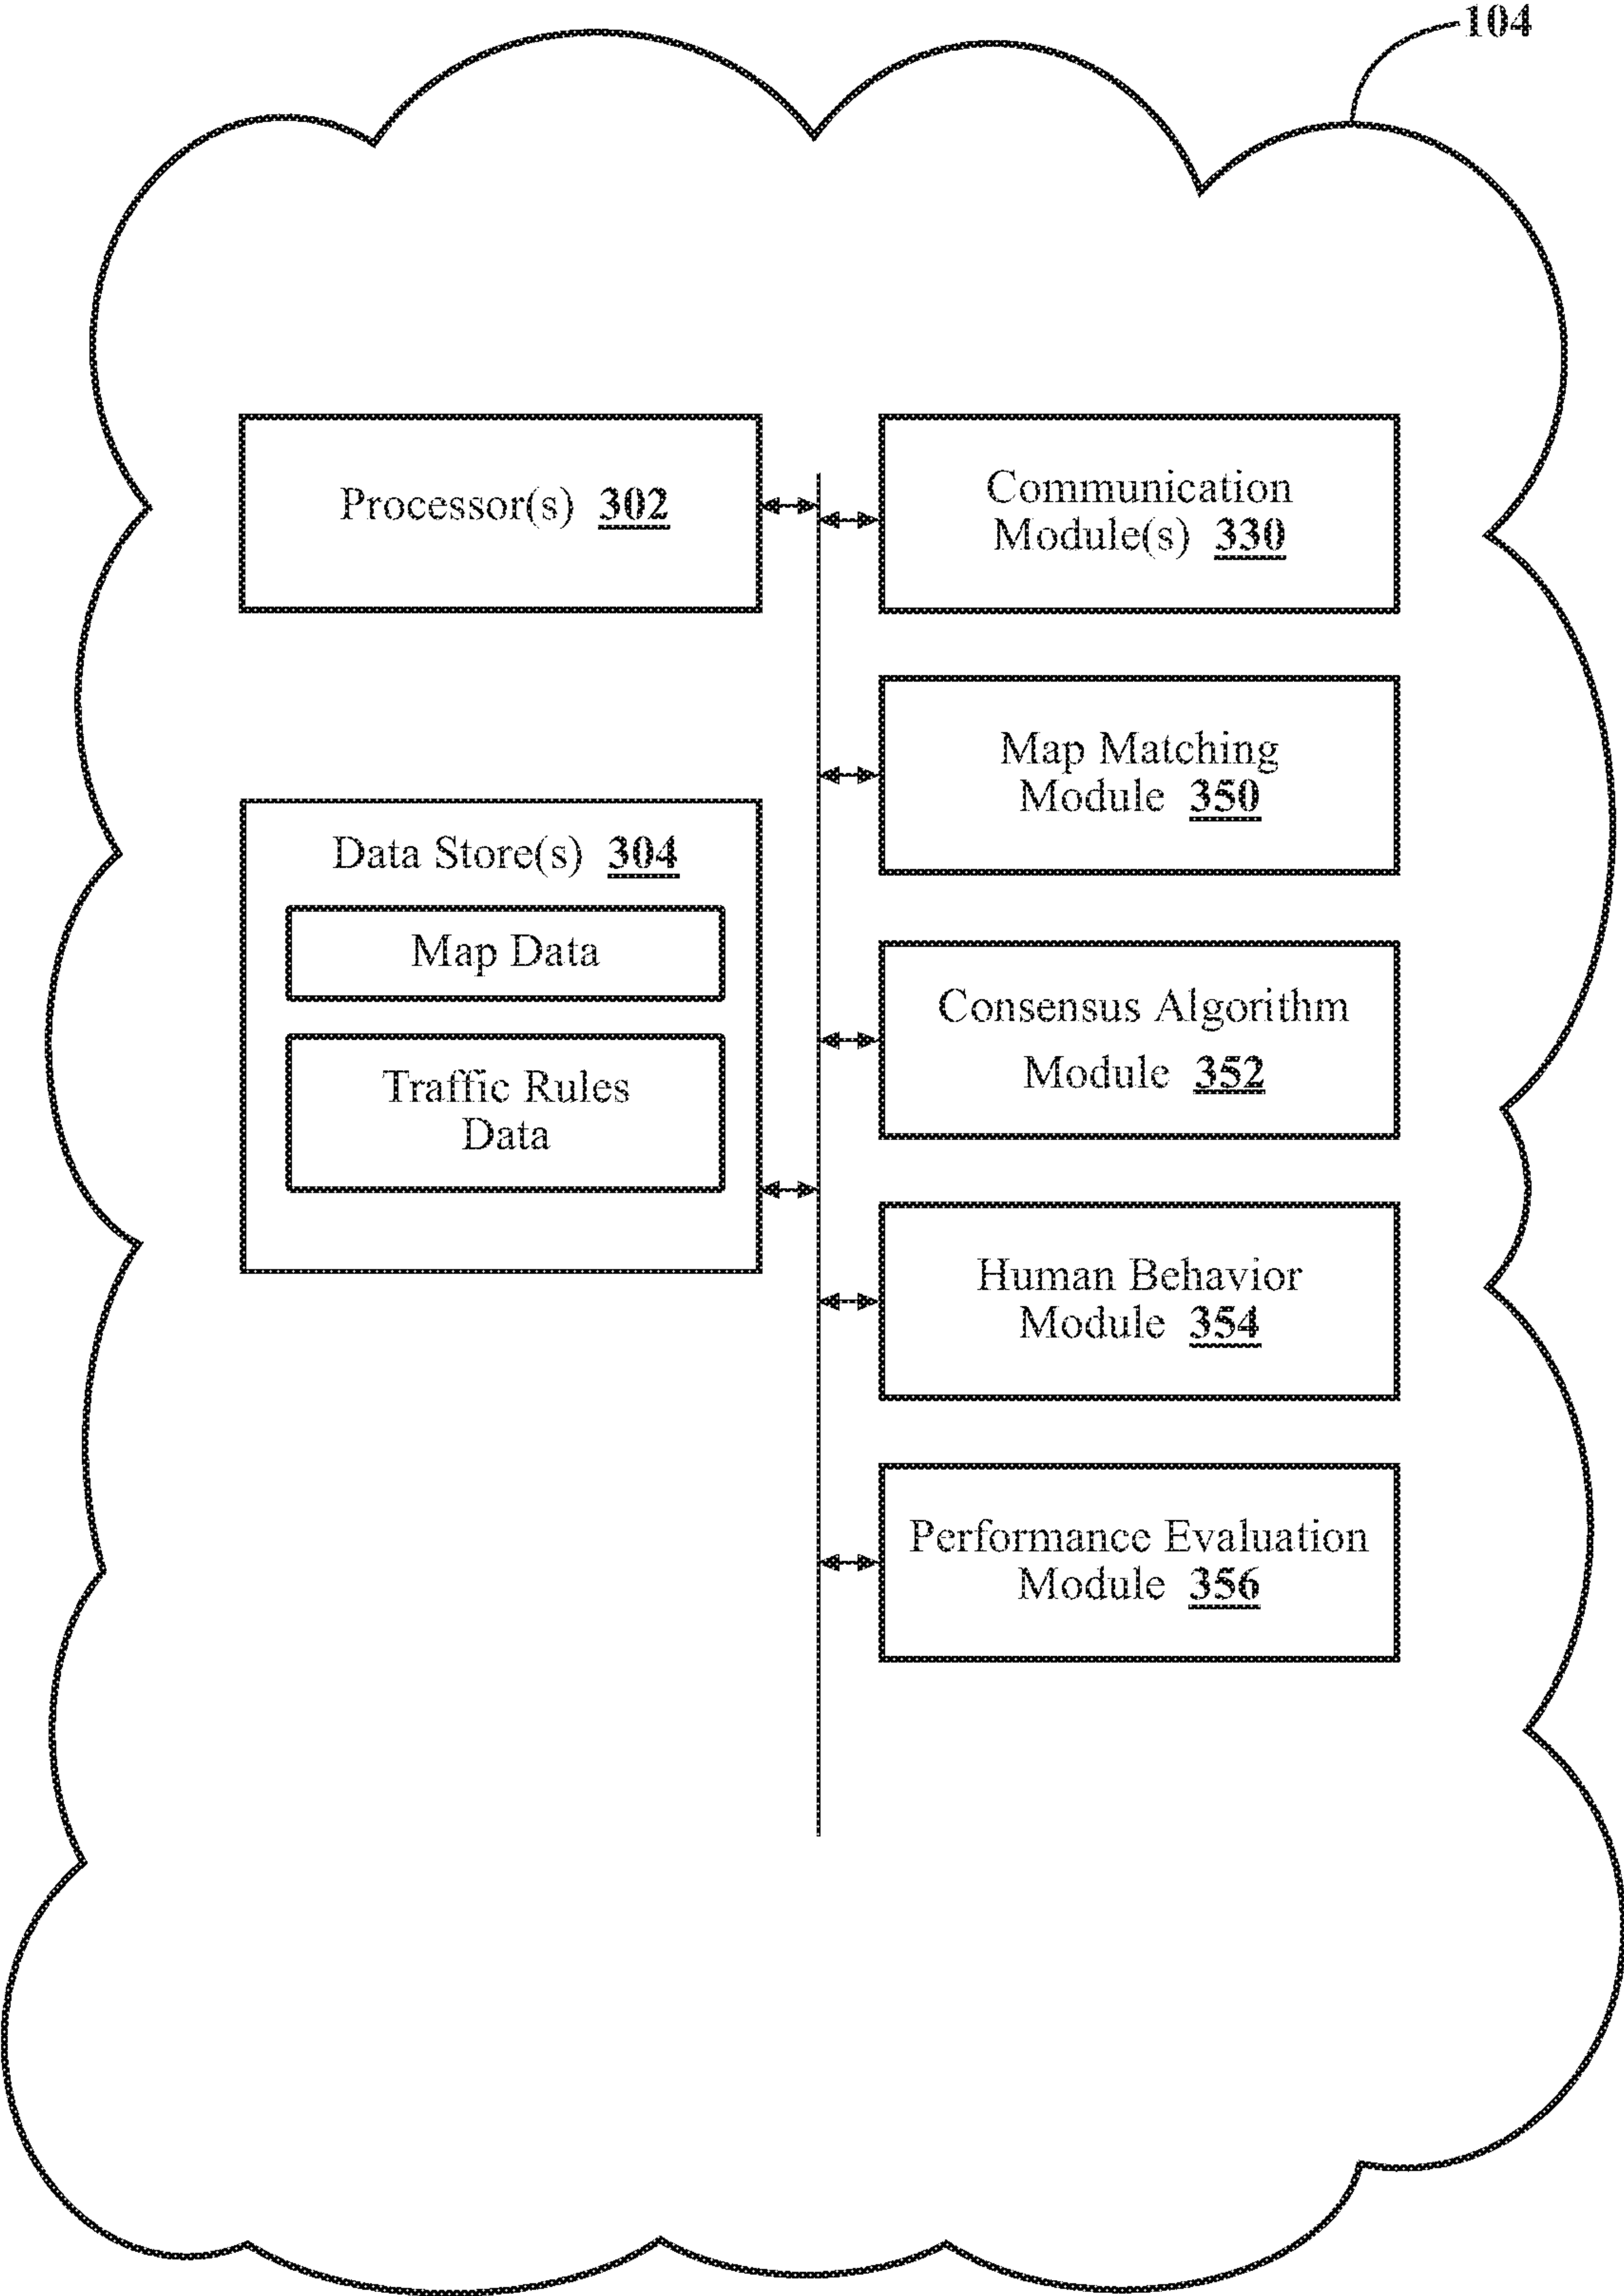 104
Processor(s) 302
Communication
Module(s) 330
Map Matching
Module 350
Data Store(s) 304
Map Data
Traffic Rules
Data
Consensus Algorithm
Module 352
Human Behavior
Module 354
Performance Evaluation
Module 356